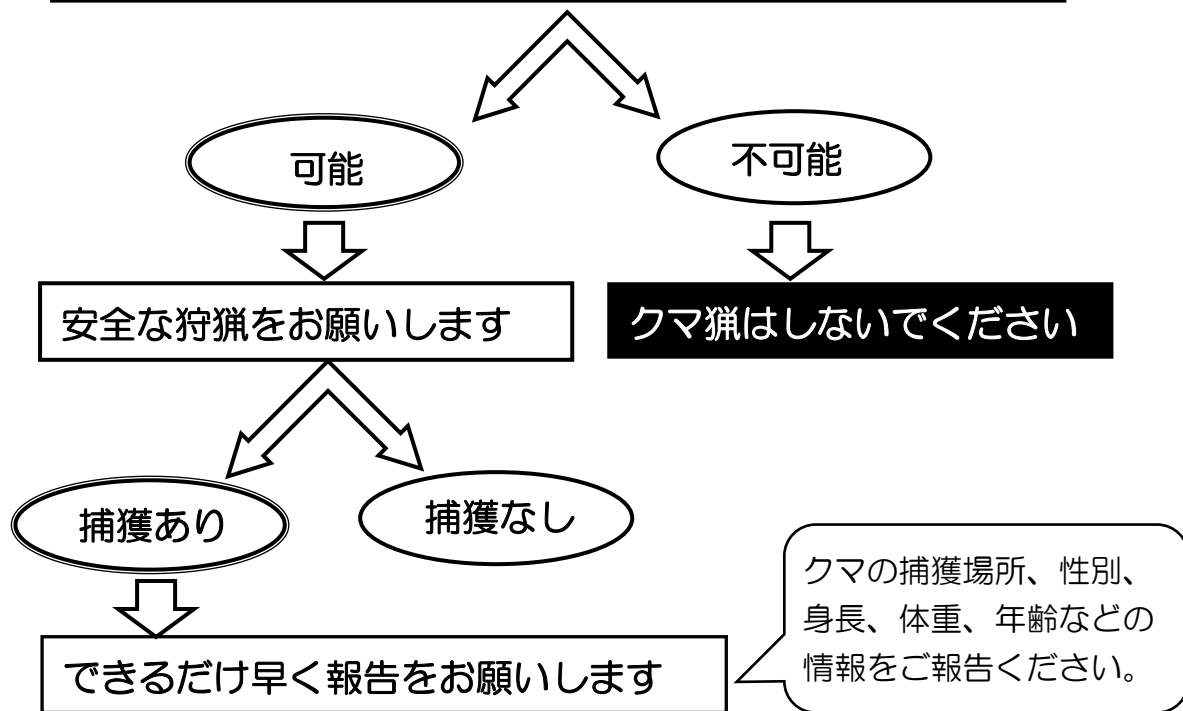 可能
不可能
安全な狩猟をお願いします
クマ猟はしないでください
捕獲あり
捕獲なし
クマの捕獲場所、性別、
身長、体重、年齢などの
情報をご報告ください。
できるだけ早く報告をお願いします